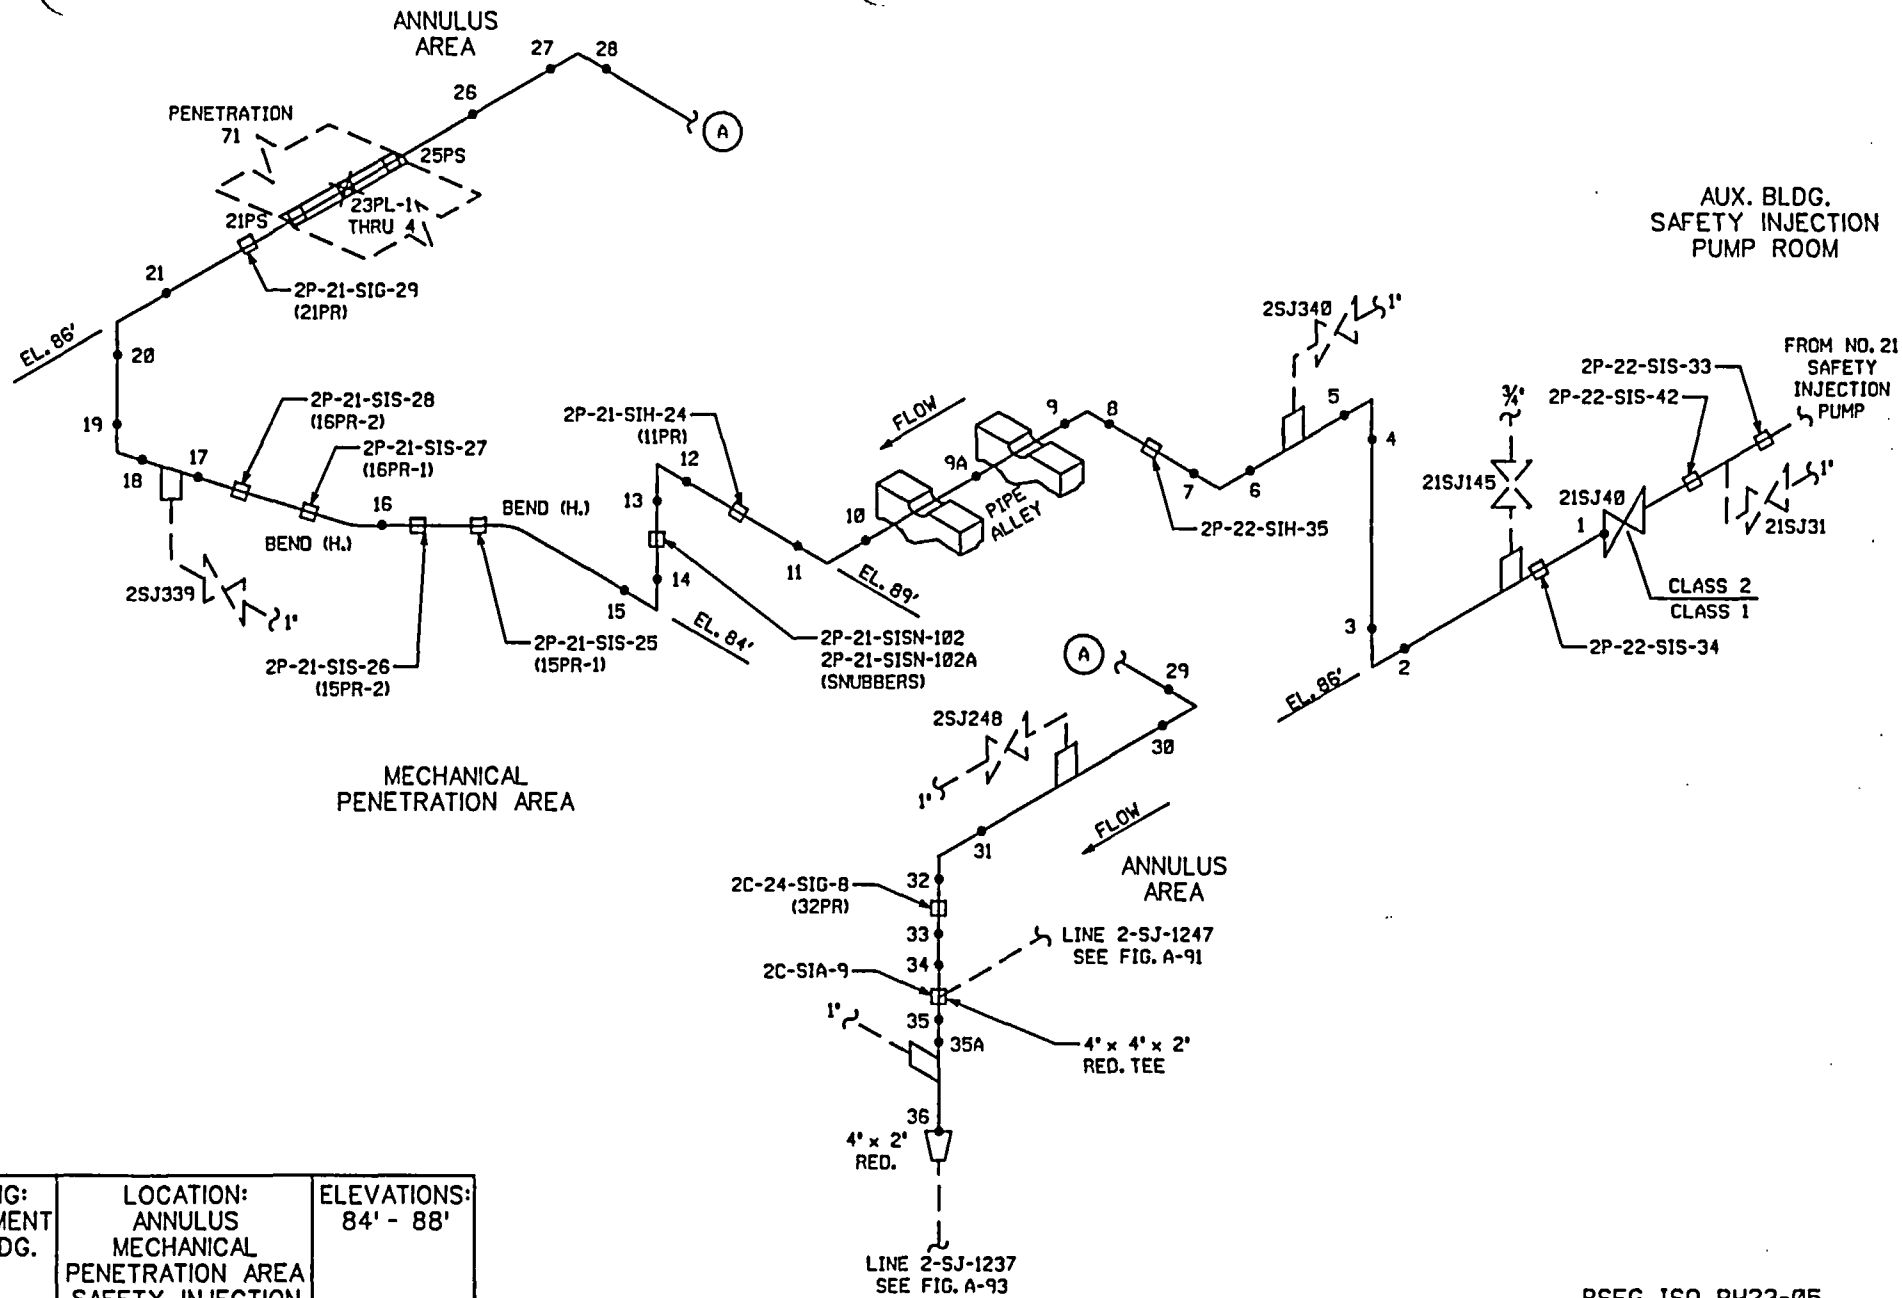 ANNULUS
AREA
27
28
26
A
PENETRATION
71
25PS
23PL-1
THRU 4
21PS
21
2P-21-SIG-29
(21PR)
EL. 86'
20
19
18
17
2P-21-SIS-28
(16PR-2)
2P-21-SIS-27
(16PR-1)
16
BEND (H.)
BEND (H.)
2SJ339
1"
2P-21-SIS-26
(15PR-2)
2P-21-SIS-25
(15PR-1)
15
14
13
12
2P-21-SIH-24
(11PR)
11
EL. 84'
EL. 89'
2P-21-SISN-102
2P-21-SISN-102A
(SNUBBERS)
FLOW
10
9A
9
8
PIPE
ALLEY
7
6
2P-22-SIH-35
2SJ340
1"
5
4
3
2
EL. 86'
AUX. BLDG.
SAFETY INJECTION
PUMP ROOM
FROM NO. 21
SAFETY
INJECTION
PUMP
2P-22-SIS-33
2P-22-SIS-42
3/4"
21SJ145
21SJ40
1
1"
21SJ31
CLASS 2
CLASS 1
2P-22-SIS-34
MECHANICAL
PENETRATION AREA
A
29
30
2SJ248
1"
31
FLOW
ANNULUS
AREA
32
2C-24-SIG-8
(32PR)
33
34
LINE 2-SJ-1247
SEE FIG. A-91
2C-SIA-9
35
35A
1"
4" x 4" x 2"
RED. TEE
36
4" x 2"
RED.
LINE 2-SJ-1237
SEE FIG. A-93
LOCATION:
ANNULUS
MECHANICAL
PENETRATION AREA
SAFETY INJECTION
ELEVATIONS:
84' - 88'
PSEG ISO RH22-05